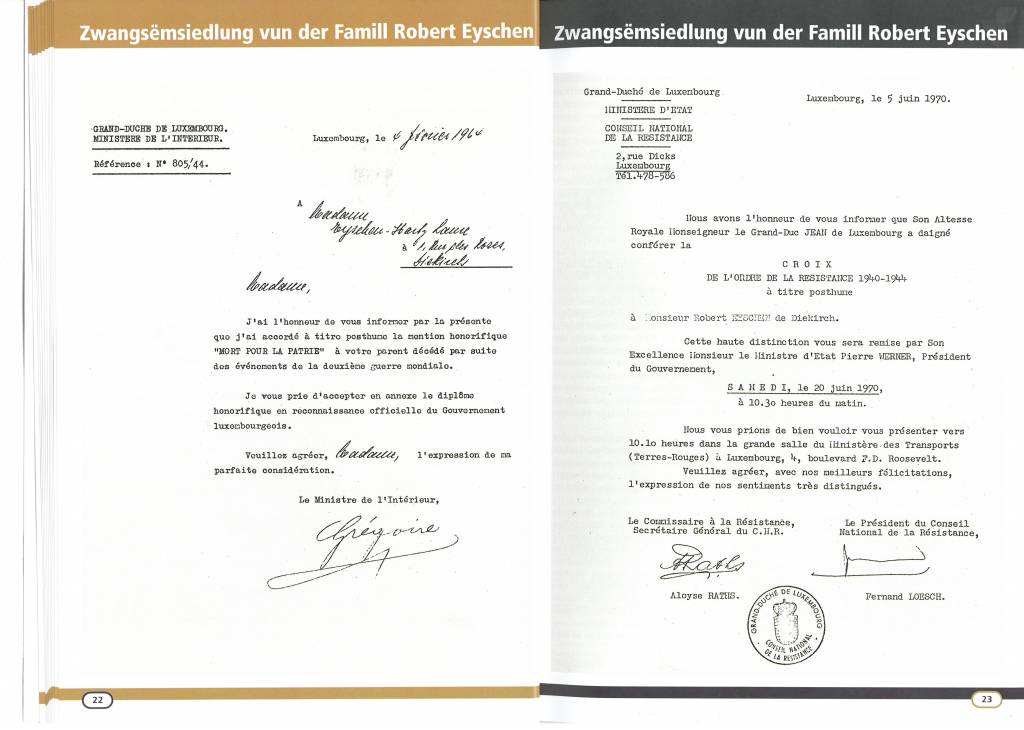 Zwangsëmsiedlung vun der Famill Robert Eyschen
GRAND-DUCHE DE LUXEMBOURG.
MINISTERE DE L'INTERIEUR.
Référence : N° 805/44.
Luxembourg, le 4 février 1964
A
Madame
Eyschen-Hartz Laure
à 1, Rue des Roses,
Diekirch
Madame,
J'ai l'honneur de vous informer par la présente
que j'ai accordé à titro posthume la mention honorifique
"MORT POUR LA PATRIE" à votre parent décédé par suite
des événements de la deuxième guerre mondialo.
Je vous prie d'accepter en annexe le diplôme
honorifique en reconnaissance officielle du Gouvernement
luxembourgeois.
Veuillez agréer, Madame, l'expression de ma
parfaite considération.
Le Ministre de l'Intérieur,
Grégoire
22
Zwangsëmsiedlung vun der Famill Robert Eyschen
Grand-Duché de Luxembourg
MINISTERE D'ETAT
CONSEIL NATIONAL
DE LA RESISTANCE
2,rue Dicks
Luxembourg
Tél.478-586
Luxembourg, le 5 juin 1970.
Nous avons l'honneur de vous informer que Son Altesse
Royale Monseigneur le Grand-Duc JEAN de Luxembourg a daigné
conférer la
C R O I X
DE L'ORDRE DE LA RESISTANCE 1940-1944
à titre posthume
à Monsieur Robert EYSCHEN de Diekirch.
Cette haute distinction vous sera remise par Son
Excellence Monsieur le Ministre d'Etat Pierre WERNER, Président
du Gouvernement,
S A M E D I, le 20 juin 1970,
à 10.30 heures du matin.
Nous vous prions de bien vouloir vous présenter vers
10.10 heures dans la grande salle du Ministère des Transports
(Terres-Rouges) à Luxembourg, 4, boulevard F.D. Roosevelt.
Veuillez agréer, avec nos meilleurs félicitations,
l'expression de nos sentiments très distingués.
Le Commissaire à la Résistance,
Secrétaire Général du C.N.R.
Le Président du Conseil
National de la Résistance,
ARaths
Aloyse RATHS.
Fernand LOESCH.
GRAND-DUCHÉ DE LUXEMBOURG
CONSEIL NATIONAL
DE LA RESISTANCE
23